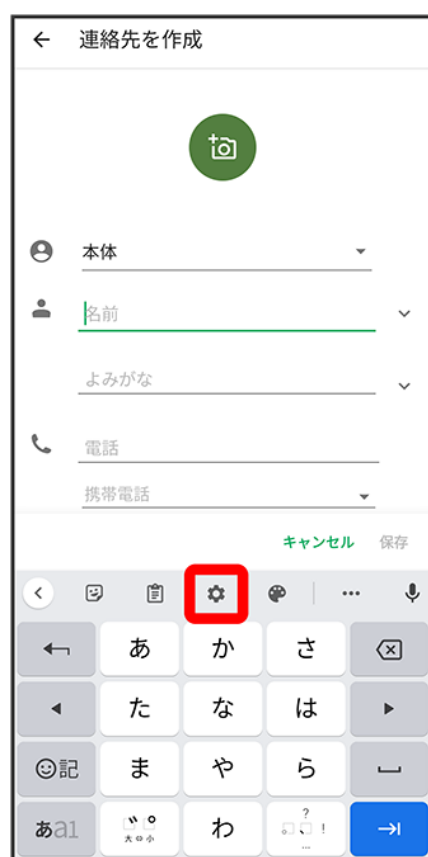 連絡先を作成
本体
名前
よみがな
電話
携帯電話
キャンセル 保存
あ か さ
た な は
記 ま や ら
あa1 大⇔小 わ ? 、 ! …